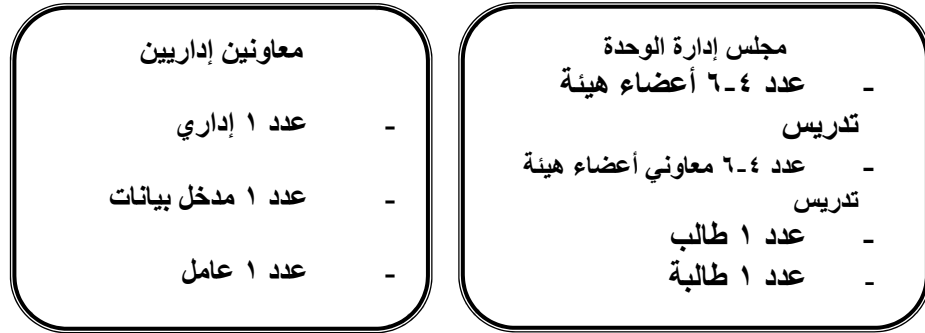 مجلس إدارة الوحدة
- عدد ٤-٦ أعضاء هيئة
تدريس
- عدد ٤-٦ معاوني أعضاء هيئة
تدريس
- عدد ١ طالب
- عدد ١ طالبة
معاونين إداريين
- عدد ١ إداري
- عدد ١ مدخل بيانات
- عدد ١ عامل